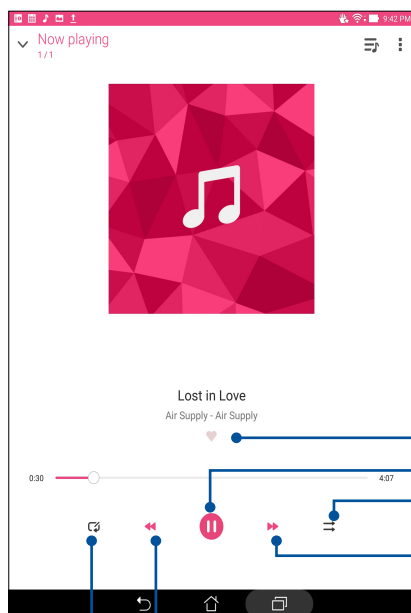 9:42 PM
Now playing
1/1
Lost in Love
Air Supply - Air Supply
0:30
4:07